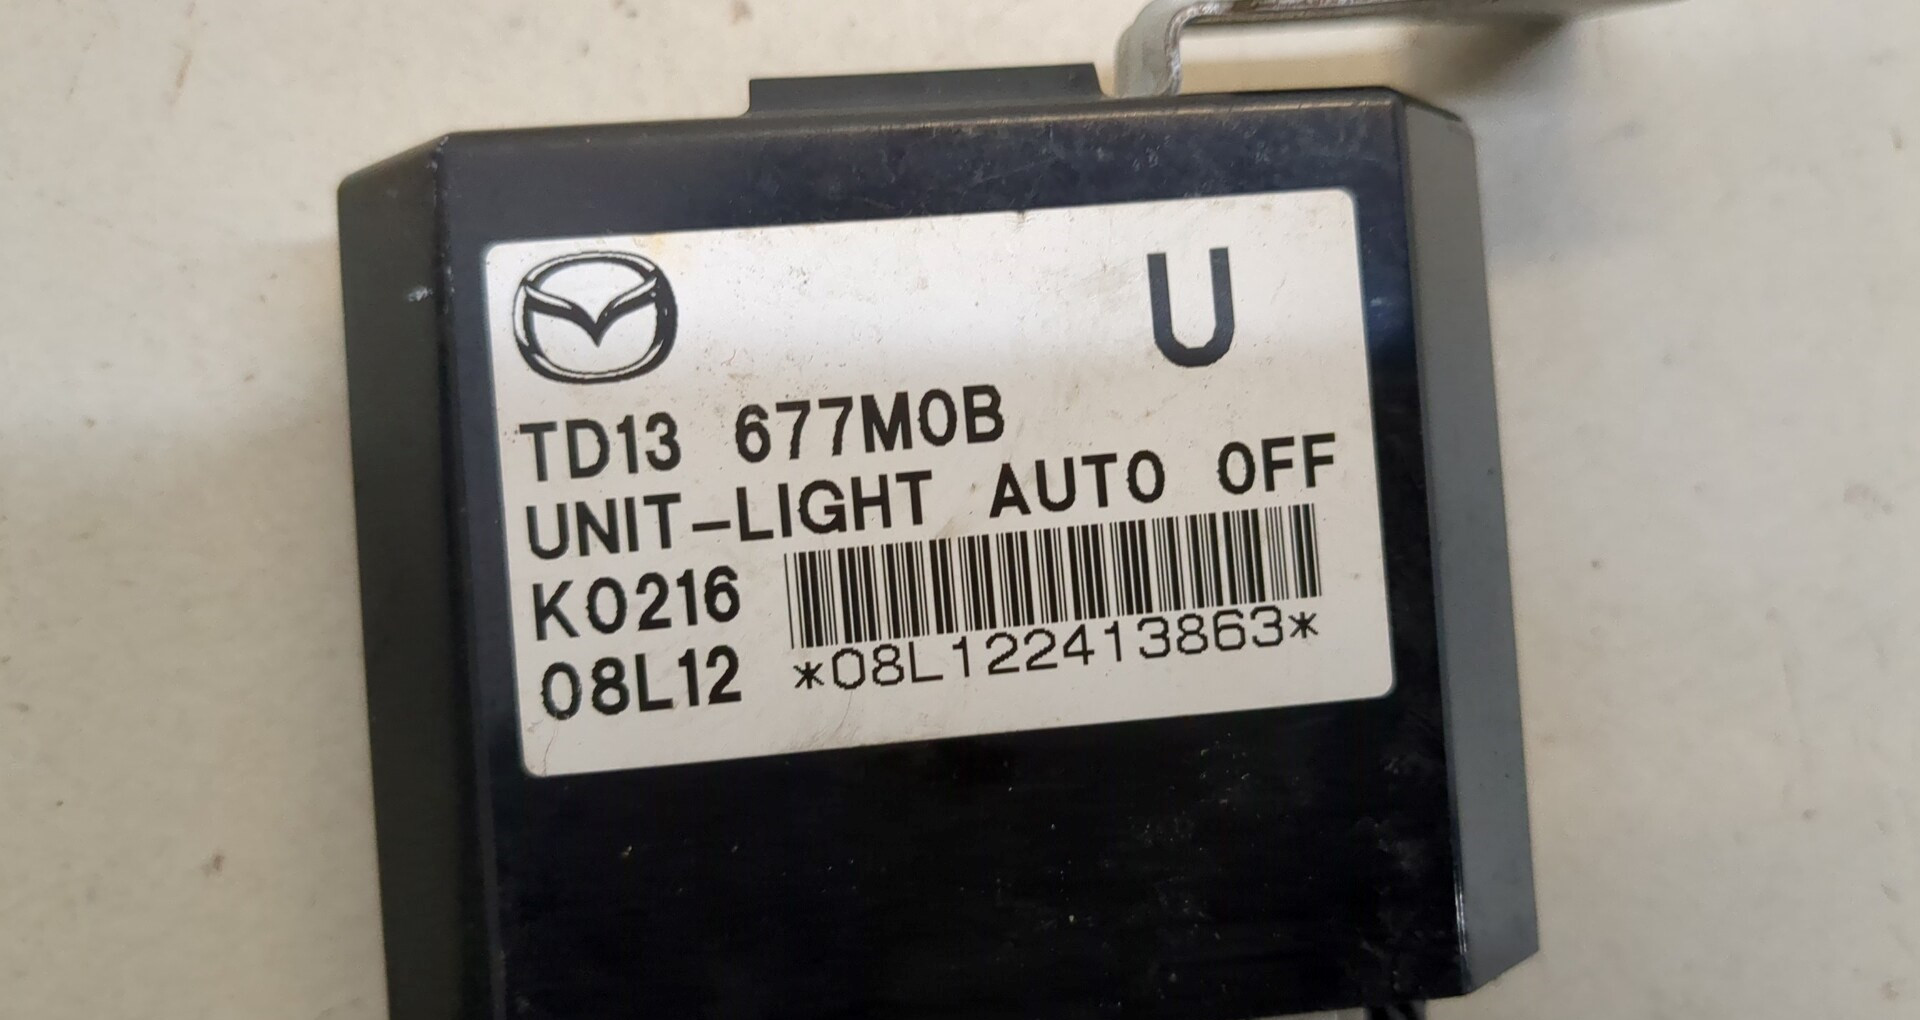 U
TD13 677M0B
UNIT-LIGHT AUTO OFF
K0216
08L12 *08L122413863*